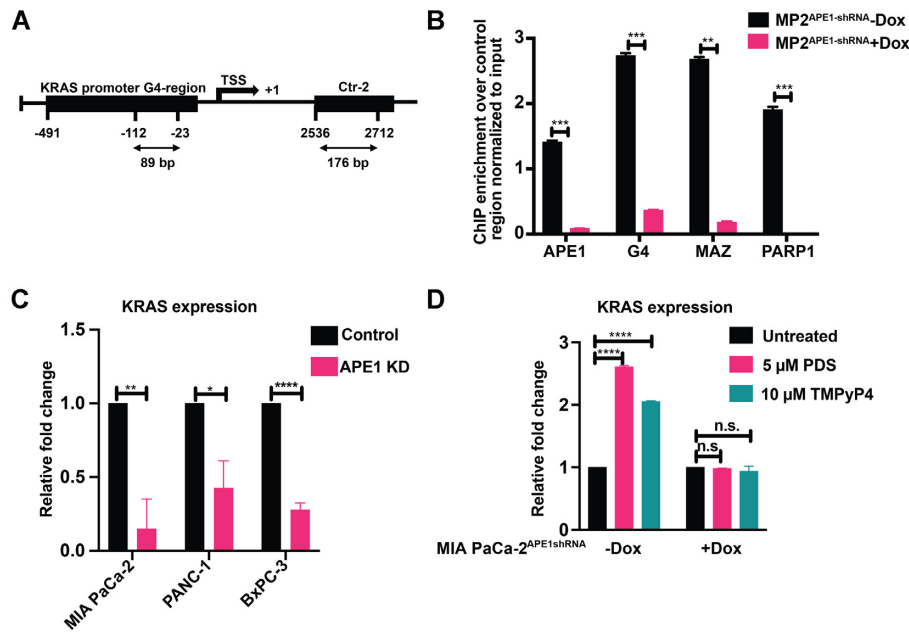 A
KRAS promoter G4-region
TSS
+1
Ctr-2
-491
-112
-23
2536
2712
89 bp
176 bp
B
MP2APE1-shRNA-Dox
MP2APE1-shRNA+Dox
ChIP enrichment over control
region normalized to input
3
2
1
0
***
***
**
***
APE1
G4
MAZ
PARP1
C
KRAS expression
Control
APE1 KD
Relative fold change
1.5
1.0
0.5
0.0
**
*
****
MIA PaCa-2
PANC-1
BxPC-3
D
KRAS expression
Untreated
5 µM PDS
10 µM TMPyP4
Relative fold change
3
2
1
0
****
****
n.s.
n.s
MIA PaCa-2APE1shRNA
-Dox
+Dox